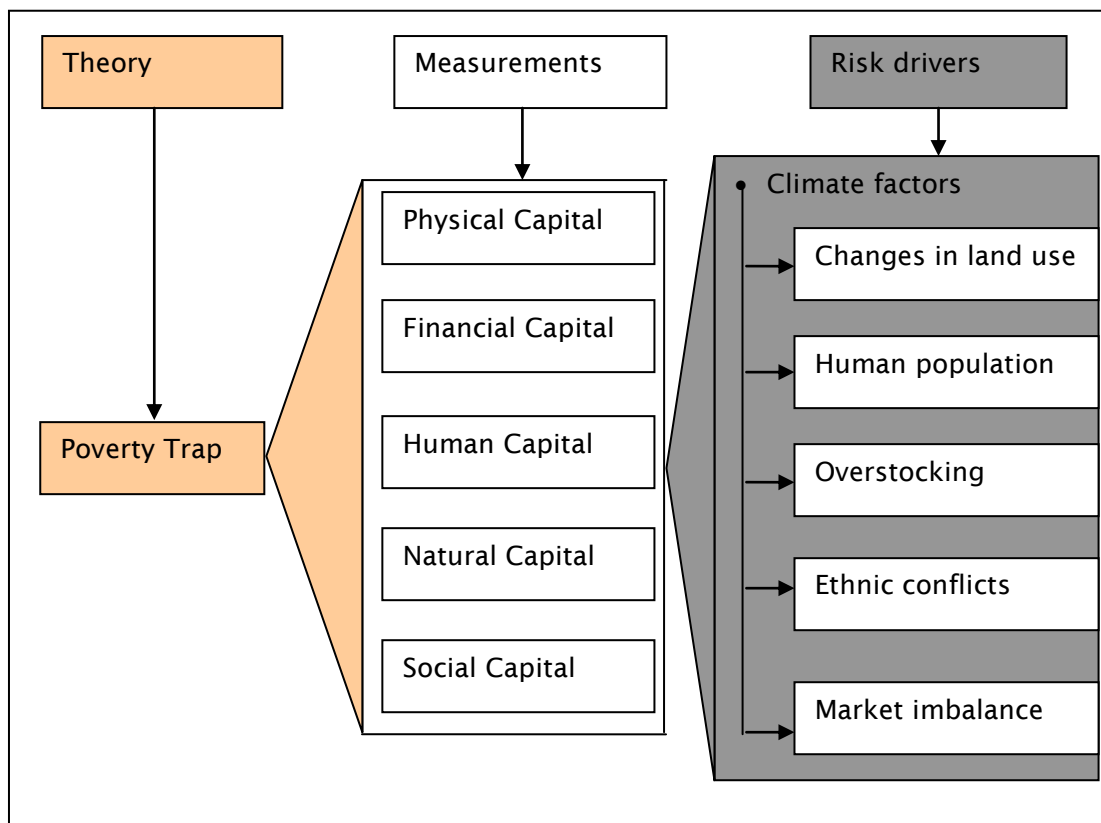 Theory
Measurements
Risk drivers
Poverty Trap
Physical Capital
Financial Capital
Human Capital
Natural Capital
Social Capital
Climate factors
Changes in land use
Human population
Overstocking
Ethnic conflicts
Market imbalance